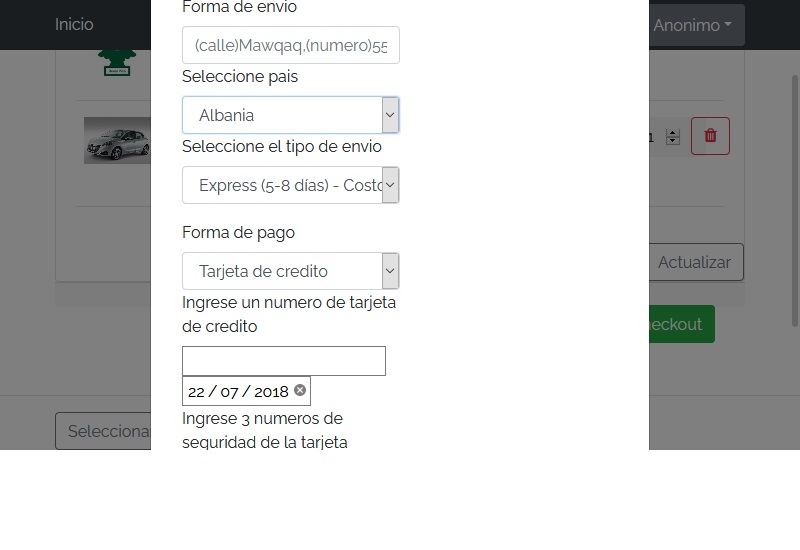 Inicio
Anonimo
Forma de envio
(calle)Mawqaq,(numero)55
Seleccione pais
Albania
Seleccione el tipo de envio
Express (5-8 días) - Costo
1
Forma de pago
Actualizar
Tarjeta de credito
Ingrese un numero de tarjeta
de credito
eckout
22 / 07 / 2018
Ingrese 3 numeros de
seguridad de la tarjeta
Selecciona